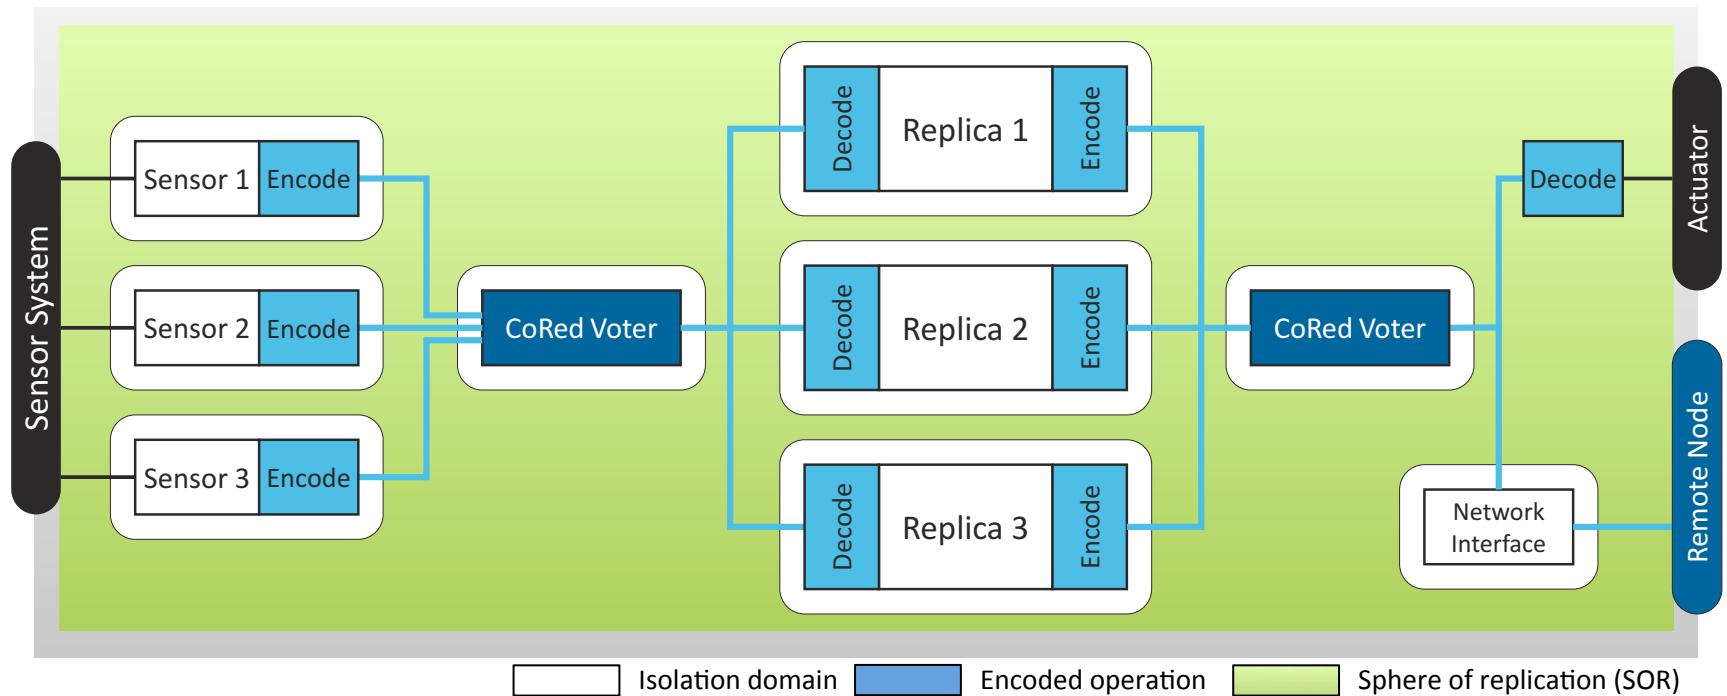 Sensor System
Sensor 1
Encode
Sensor 2
Encode
Sensor 3
Encode
CoRed Voter
Decode
Replica 1
Encode
Decode
Replica 2
Encode
Decode
Replica 3
Encode
CoRed Voter
Decode
Actuator
Network
Interface
Remote Node
Isolation domain
Encoded operation
Sphere of replication (SOR)